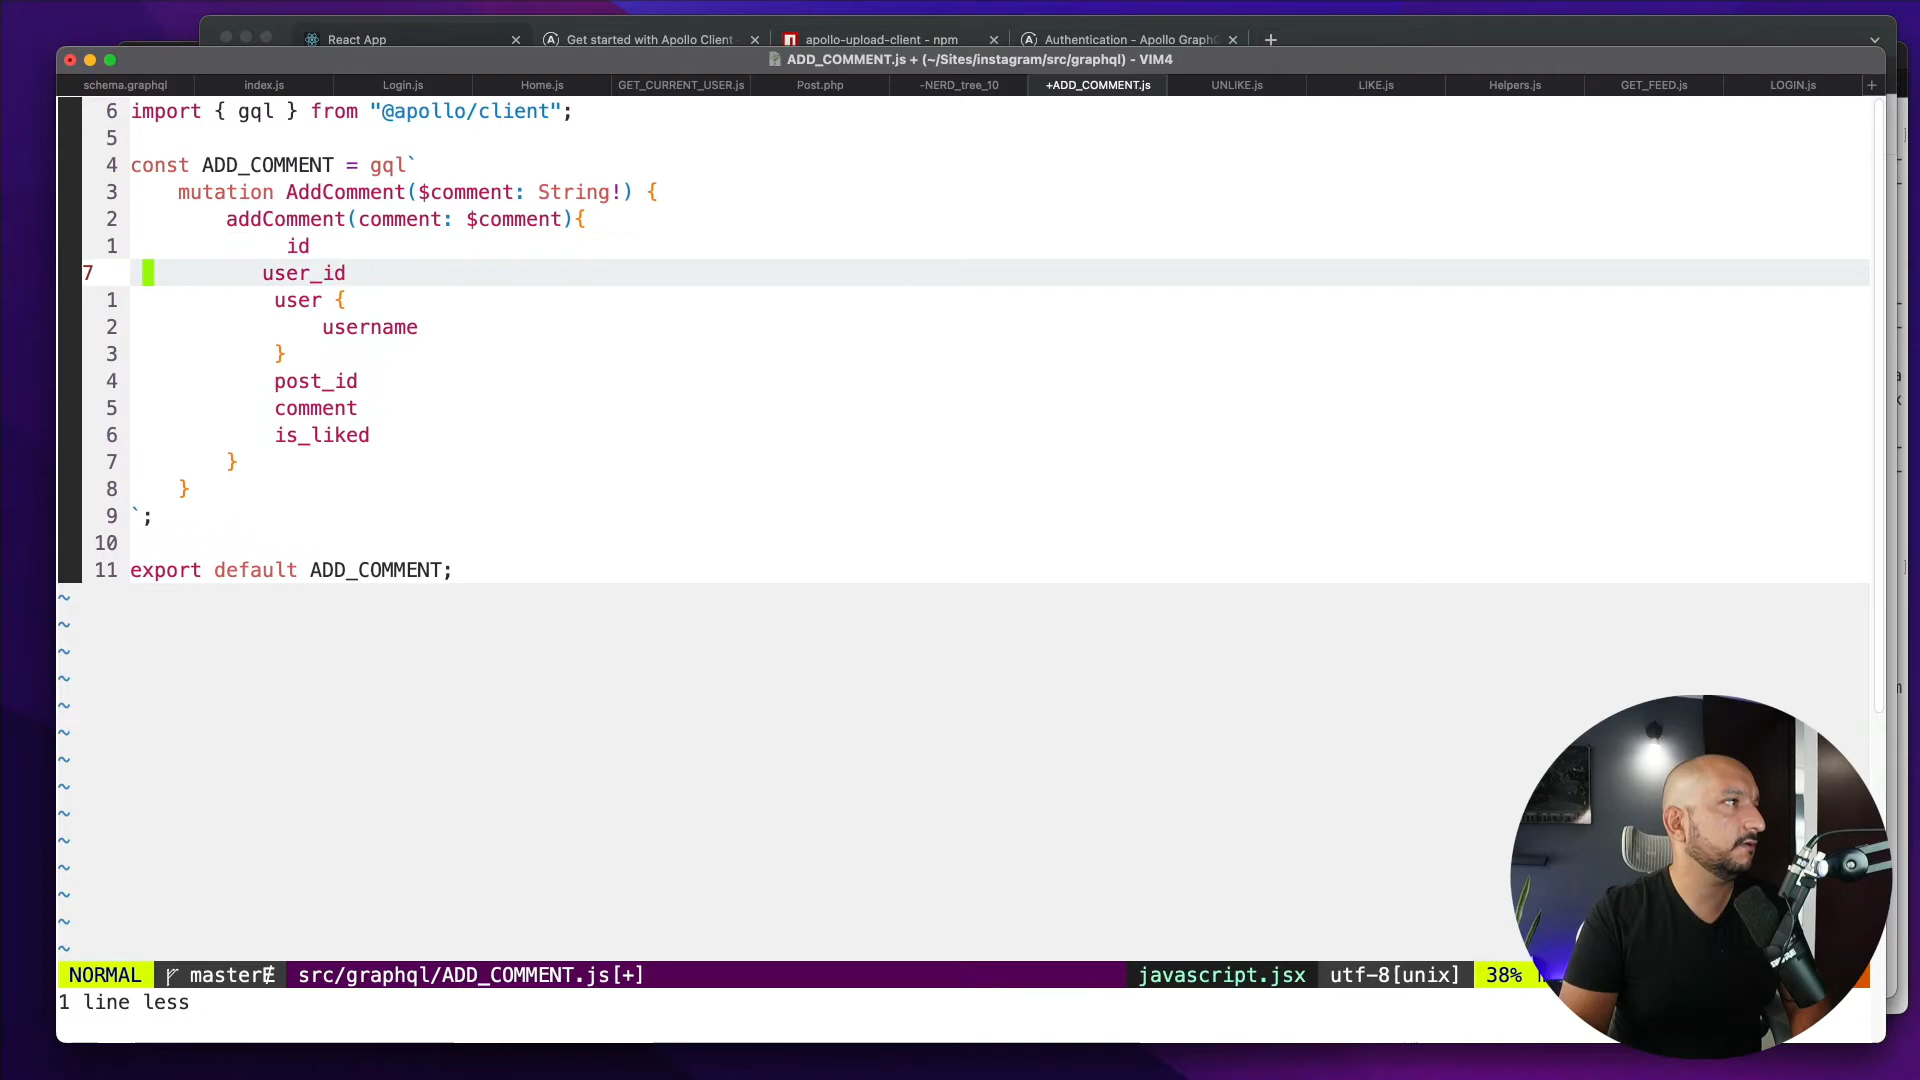 React App
Get started with Apollo Client
apollo-upload-client - npm
Authentication - Apollo GraphC
ADD_COMMENT.js + (~/Sites/instagram/src/graphql) - VIM4
schema.graphql
index.js
Login.js
Home.js
GET_CURRENT_USER.js
Post.php
-NERD_tree_10
+ADD_COMMENT.js
UNLIKE.js
LIKE.js
Helpers.js
GET_FEED.js
LOGIN.js
6 import { gql } from "@apollo/client";
5
4 const ADD_COMMENT = gql`
3 mutation AddComment($comment: String!) {
2 addComment(comment: $comment){
1 id
7 user_id
1 user {
2 username
3 }
4 post_id
5 comment
6 is_liked
7 }
8 }
9 `;
10
11 export default ADD_COMMENT;
~
~
~
~
~
~
~
~
~
~
~
~
~
~
NORMAL master src/graphql/ADD_COMMENT.js[+] javascript.jsx utf-8[unix] 38%
1 line less